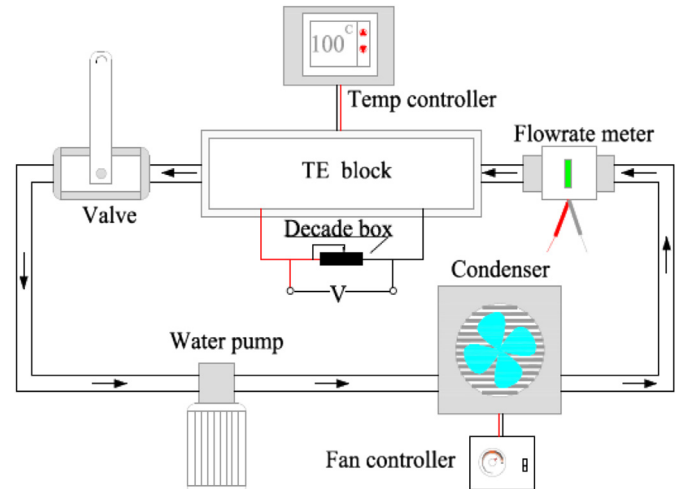 100 C
Temp controller
Flowrate meter
TE block
Valve
Decade box
V
Condenser
Water pump
Fan controller